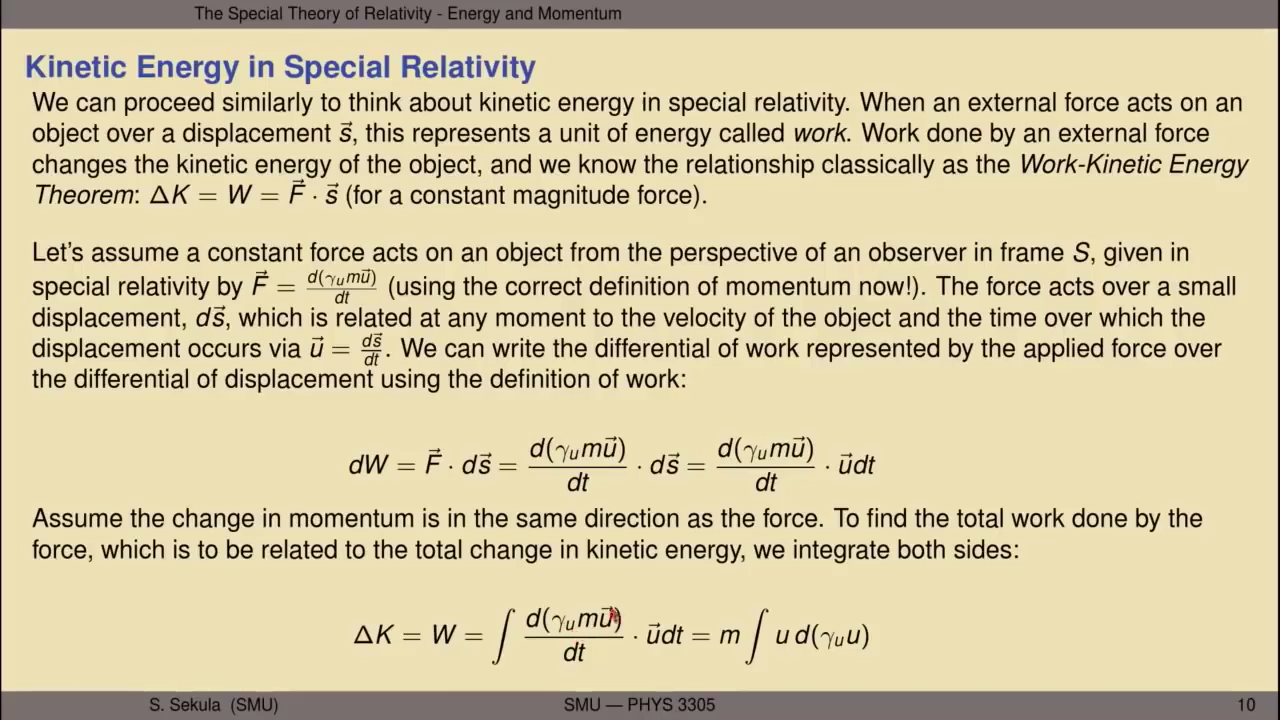 The Special Theory of Relativity - Energy and Momentum
Kinetic Energy in Special Relativity
We can proceed similarly to think about kinetic energy in special relativity. When an external force acts on an
object over a displacement s⃗, this represents a unit of energy called work. Work done by an external force
changes the kinetic energy of the object, and we know the relationship classically as the Work-Kinetic Energy
Theorem: ΔK = W = F⃗ · s⃗ (for a constant magnitude force).
Let's assume a constant force acts on an object from the perspective of an observer in frame S, given in
special relativity by F⃗ = d(γᵤmu⃗)/dt (using the correct definition of momentum now!). The force acts over a small
displacement, ds⃗, which is related at any moment to the velocity of the object and the time over which the
displacement occurs via u⃗ = ds⃗/dt. We can write the differential of work represented by the applied force over
the differential of displacement using the definition of work:
dW = F⃗ · ds⃗ = d(γᵤmu⃗)/dt · ds⃗ = d(γᵤmu⃗)/dt · u⃗dt
Assume the change in momentum is in the same direction as the force. To find the total work done by the
force, which is to be related to the total change in kinetic energy, we integrate both sides:
ΔK = W = ∫ d(γᵤmu⃗)/dt · u⃗dt = m ∫ u d(γᵤu)
S. Sekula (SMU) SMU — PHYS 3305 10